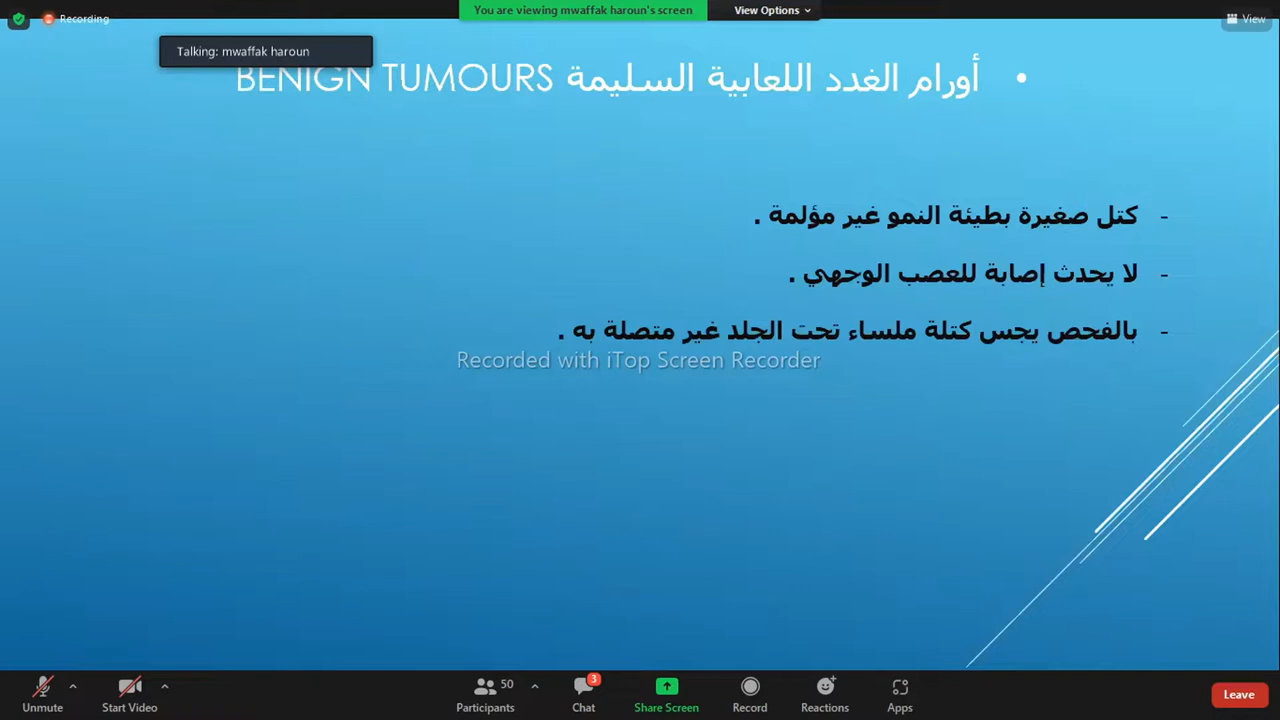 You are viewing mwaffak haroun's screen
View Options
Recording
View
Talking: mwaffak haroun
• أورام الغدد اللعابية السليمة BENIGN TUMOURS
- كتل صغيرة بطيئة النمو غير مؤلمة .
- لا يحدث إصابة للعصب الوجهي .
- بالفحص يجس كتلة ملساء تحت الجلد غير متصلة به .
Recorded with iTop Screen Recorder
Unmute
Start Video
50
Participants
3
Chat
Share Screen
Record
Reactions
Apps
Leave